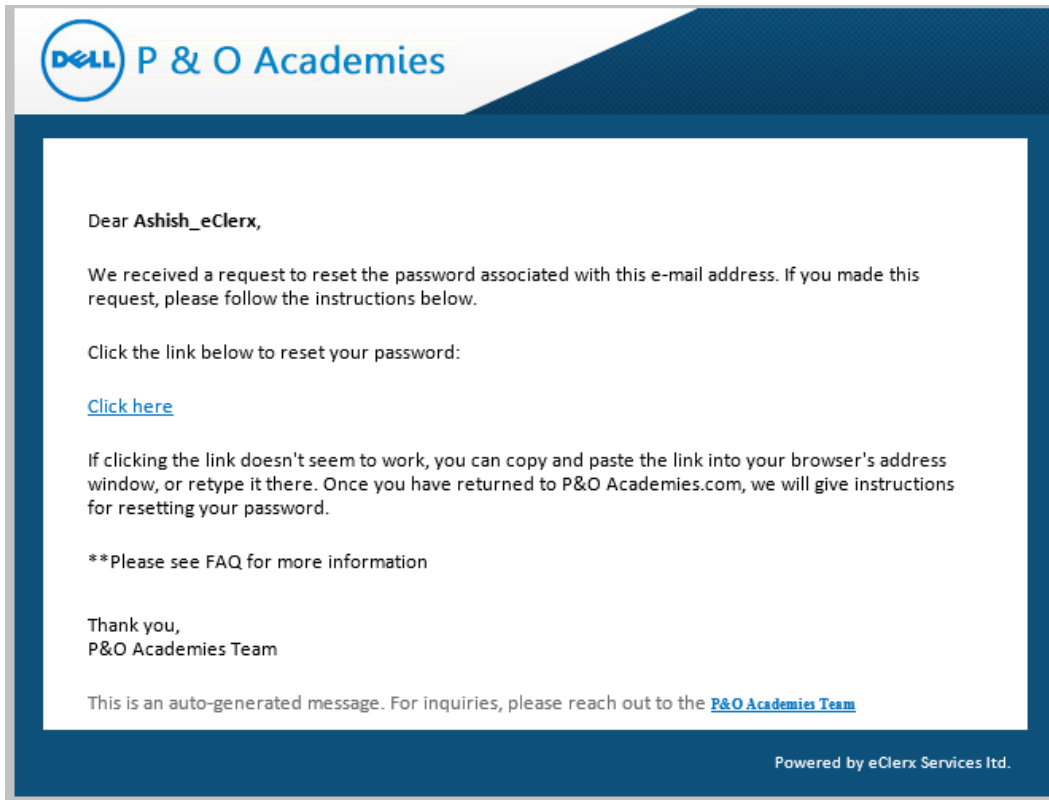 DELL P & O Academies
Dear Ashish_eClerx,
We received a request to reset the password associated with this e-mail address. If you made this
request, please follow the instructions below.
Click the link below to reset your password:
Click here
If clicking the link doesn't seem to work, you can copy and paste the link into your browser's address
window, or retype it there. Once you have returned to P&O Academies.com, we will give instructions
for resetting your password.
**Please see FAQ for more information
Thank you,
P&O Academies Team
This is an auto-generated message. For inquiries, please reach out to the P&O Academies Team
Powered by eClerx Services ltd.